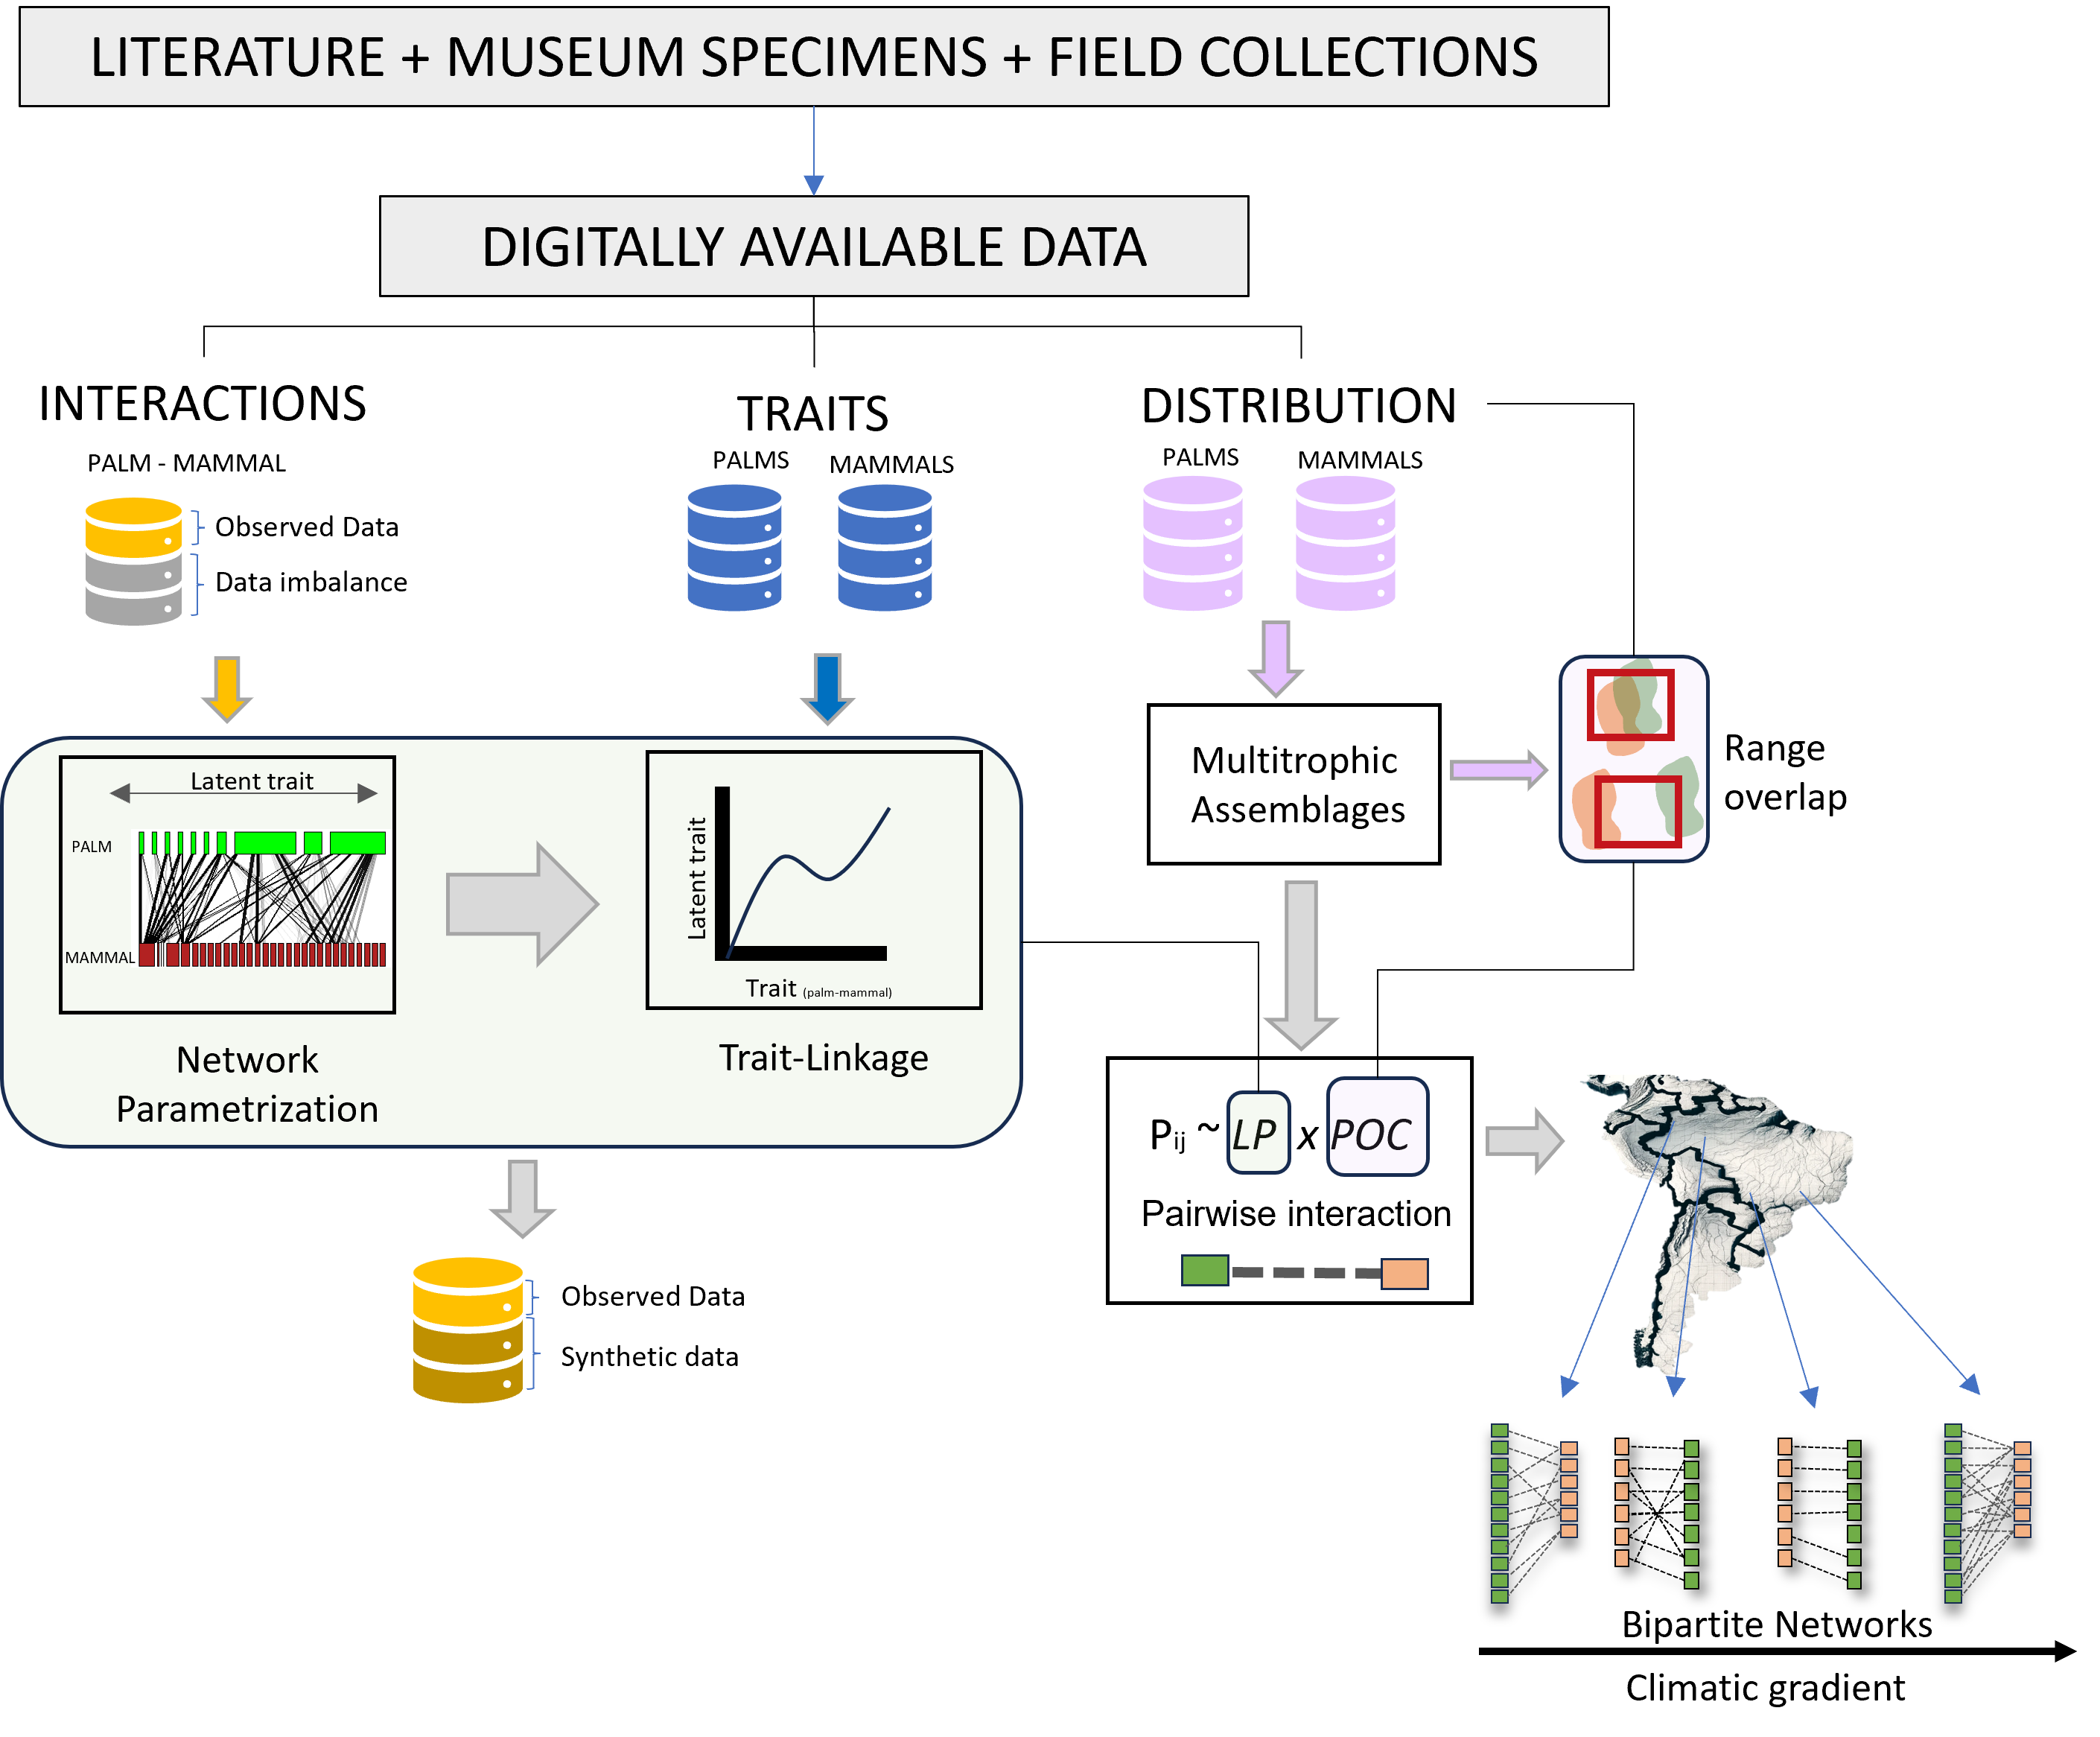 LITERATURE + MUSEUM SPECIMENS + FIELD COLLECTIONS
DIGITALLY AVAILABLE DATA
INTERACTIONS
PALM - MAMMAL
Observed Data
Data imbalance
TRAITS
PALMS
MAMMALS
DISTRIBUTION
PALMS
MAMMALS
Latent trait
PALM
MAMMAL
Network
Parametrization
Latent trait
Trait (palm-mammal)
Trait-Linkage
Multitrophic
Assemblages
Range
overlap
Observed Data
Synthetic data
Pij ~ LP x POC
Pairwise interaction
Bipartite Networks
Climatic gradient